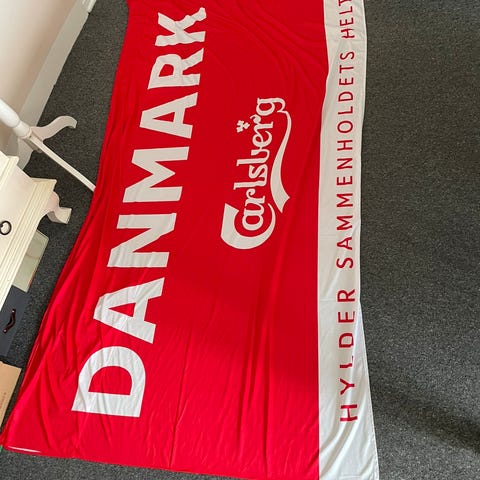 DANMARK
Carlsberg
HYLDER SAMMENHOLDETS HELT